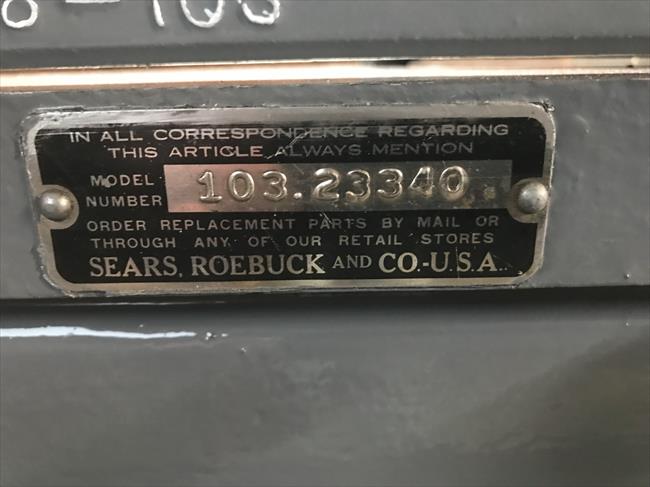 IN ALL CORRESPONDENCE REGARDING
THIS ARTICLE ALWAYS MENTION
MODEL NUMBER 103.23340
ORDER REPLACEMENT PARTS BY MAIL OR
THROUGH ANY OF OUR RETAIL STORES
SEARS, ROEBUCK AND CO.-U.S.A.